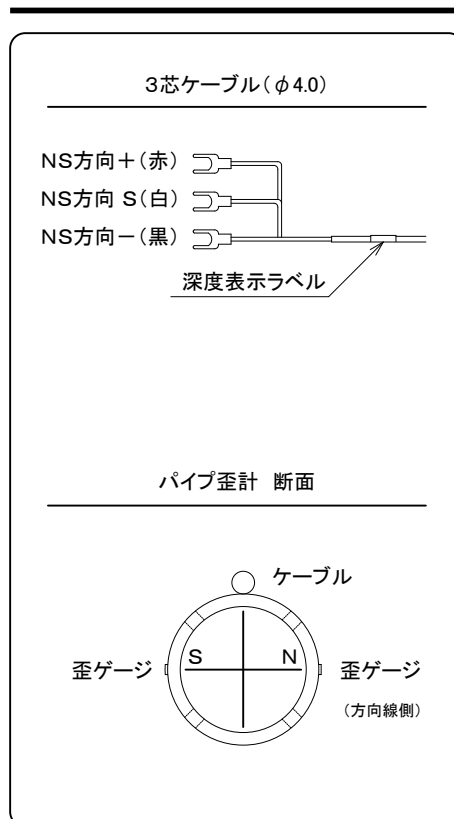 3芯ケーブル(φ4.0)
NS方向+(赤)
NS方向 S(白)
NS方向-(黒)
深度表示ラベル
パイプ歪計 断面
ケーブル
歪ゲージ
S
N
歪ゲージ
(方向線側)